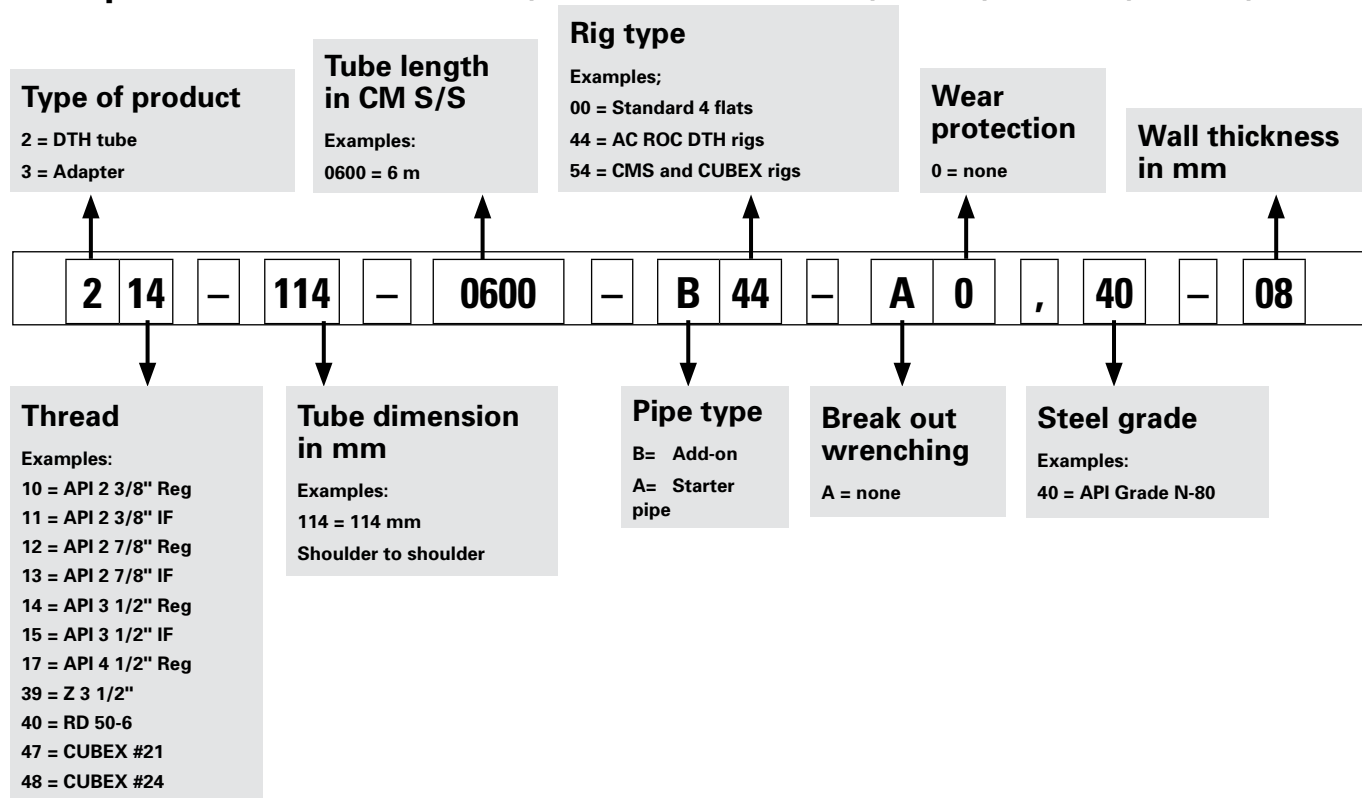 Rig type
Examples;
00 = Standard 4 flats
44 = AC ROC DTH rigs
54 = CMS and CUBEX rigs
Tube length
in CM S/S
Examples:
0600 = 6 m
Type of product
2 = DTH tube
3 = Adapter
Wear
protection
0 = none
Wall thickness
in mm
2 14 – 114 – 0600 – B 44 – A 0 , 40 – 08
Thread
Examples:
10 = API 2 3/8" Reg
11 = API 2 3/8" IF
12 = API 2 7/8" Reg
13 = API 2 7/8" IF
14 = API 3 1/2" Reg
15 = API 3 1/2" IF
17 = API 4 1/2" Reg
39 = Z 3 1/2"
40 = RD 50-6
47 = CUBEX #21
48 = CUBEX #24
Tube dimension
in mm
Examples:
114 = 114 mm
Shoulder to shoulder
Pipe type
B= Add-on
A= Starter
pipe
Break out
wrenching
A = none
Steel grade
Examples:
40 = API Grade N-80